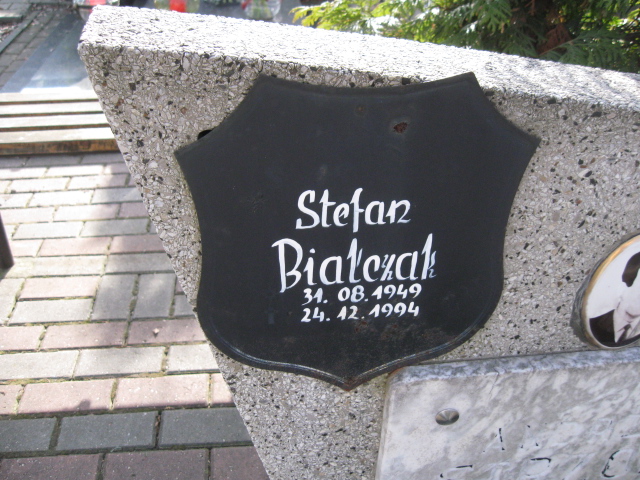 Stefan
Białczak
31. 08. 1949
24. 12. 1994